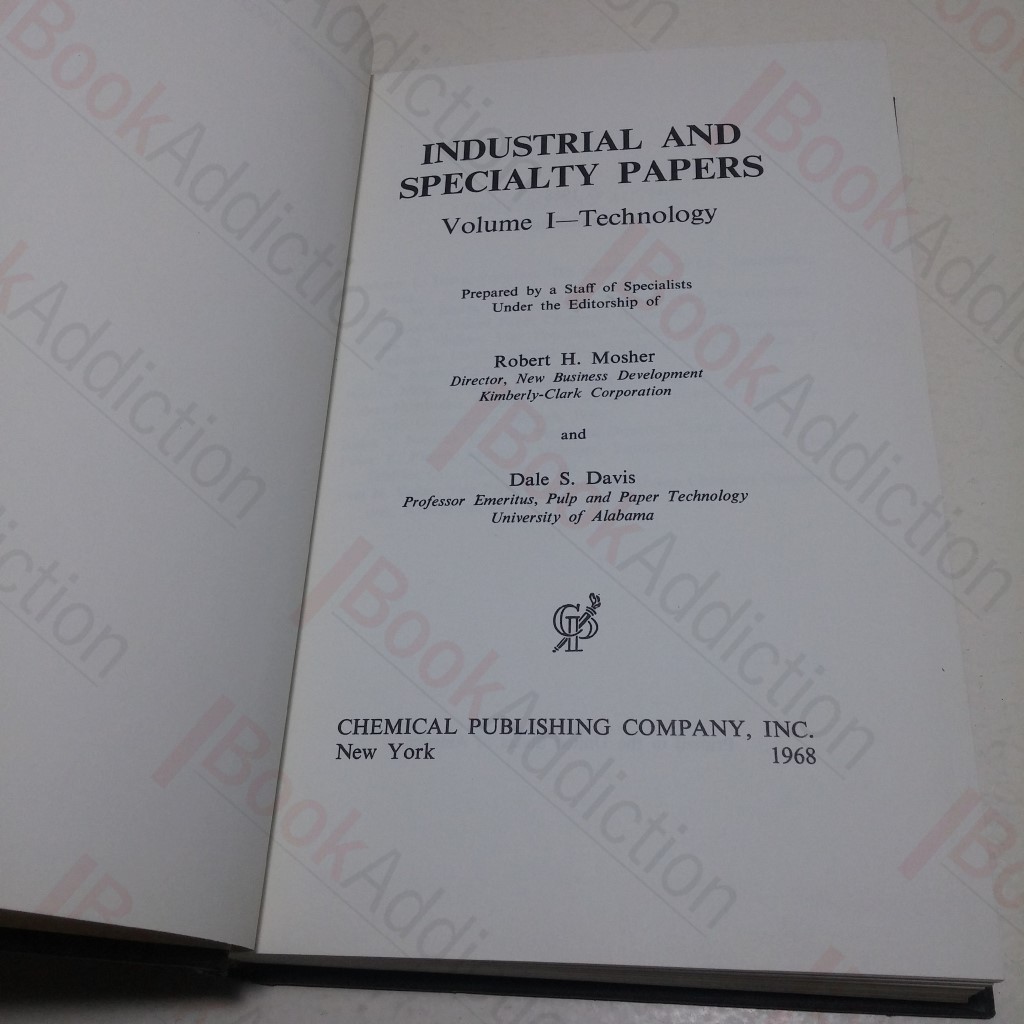 INDUSTRIAL AND
SPECIALTY PAPERS
Volume I—Technology
Prepared by a Staff of Specialists
Under the Editorship of
Robert H. Mosher
Director, New Business Development
Kimberly-Clark Corporation
and
Dale S. Davis
Professor Emeritus, Pulp and Paper Technology
University of Alabama
CHEMICAL PUBLISHING COMPANY, INC.
New York 1968
BookAddiction